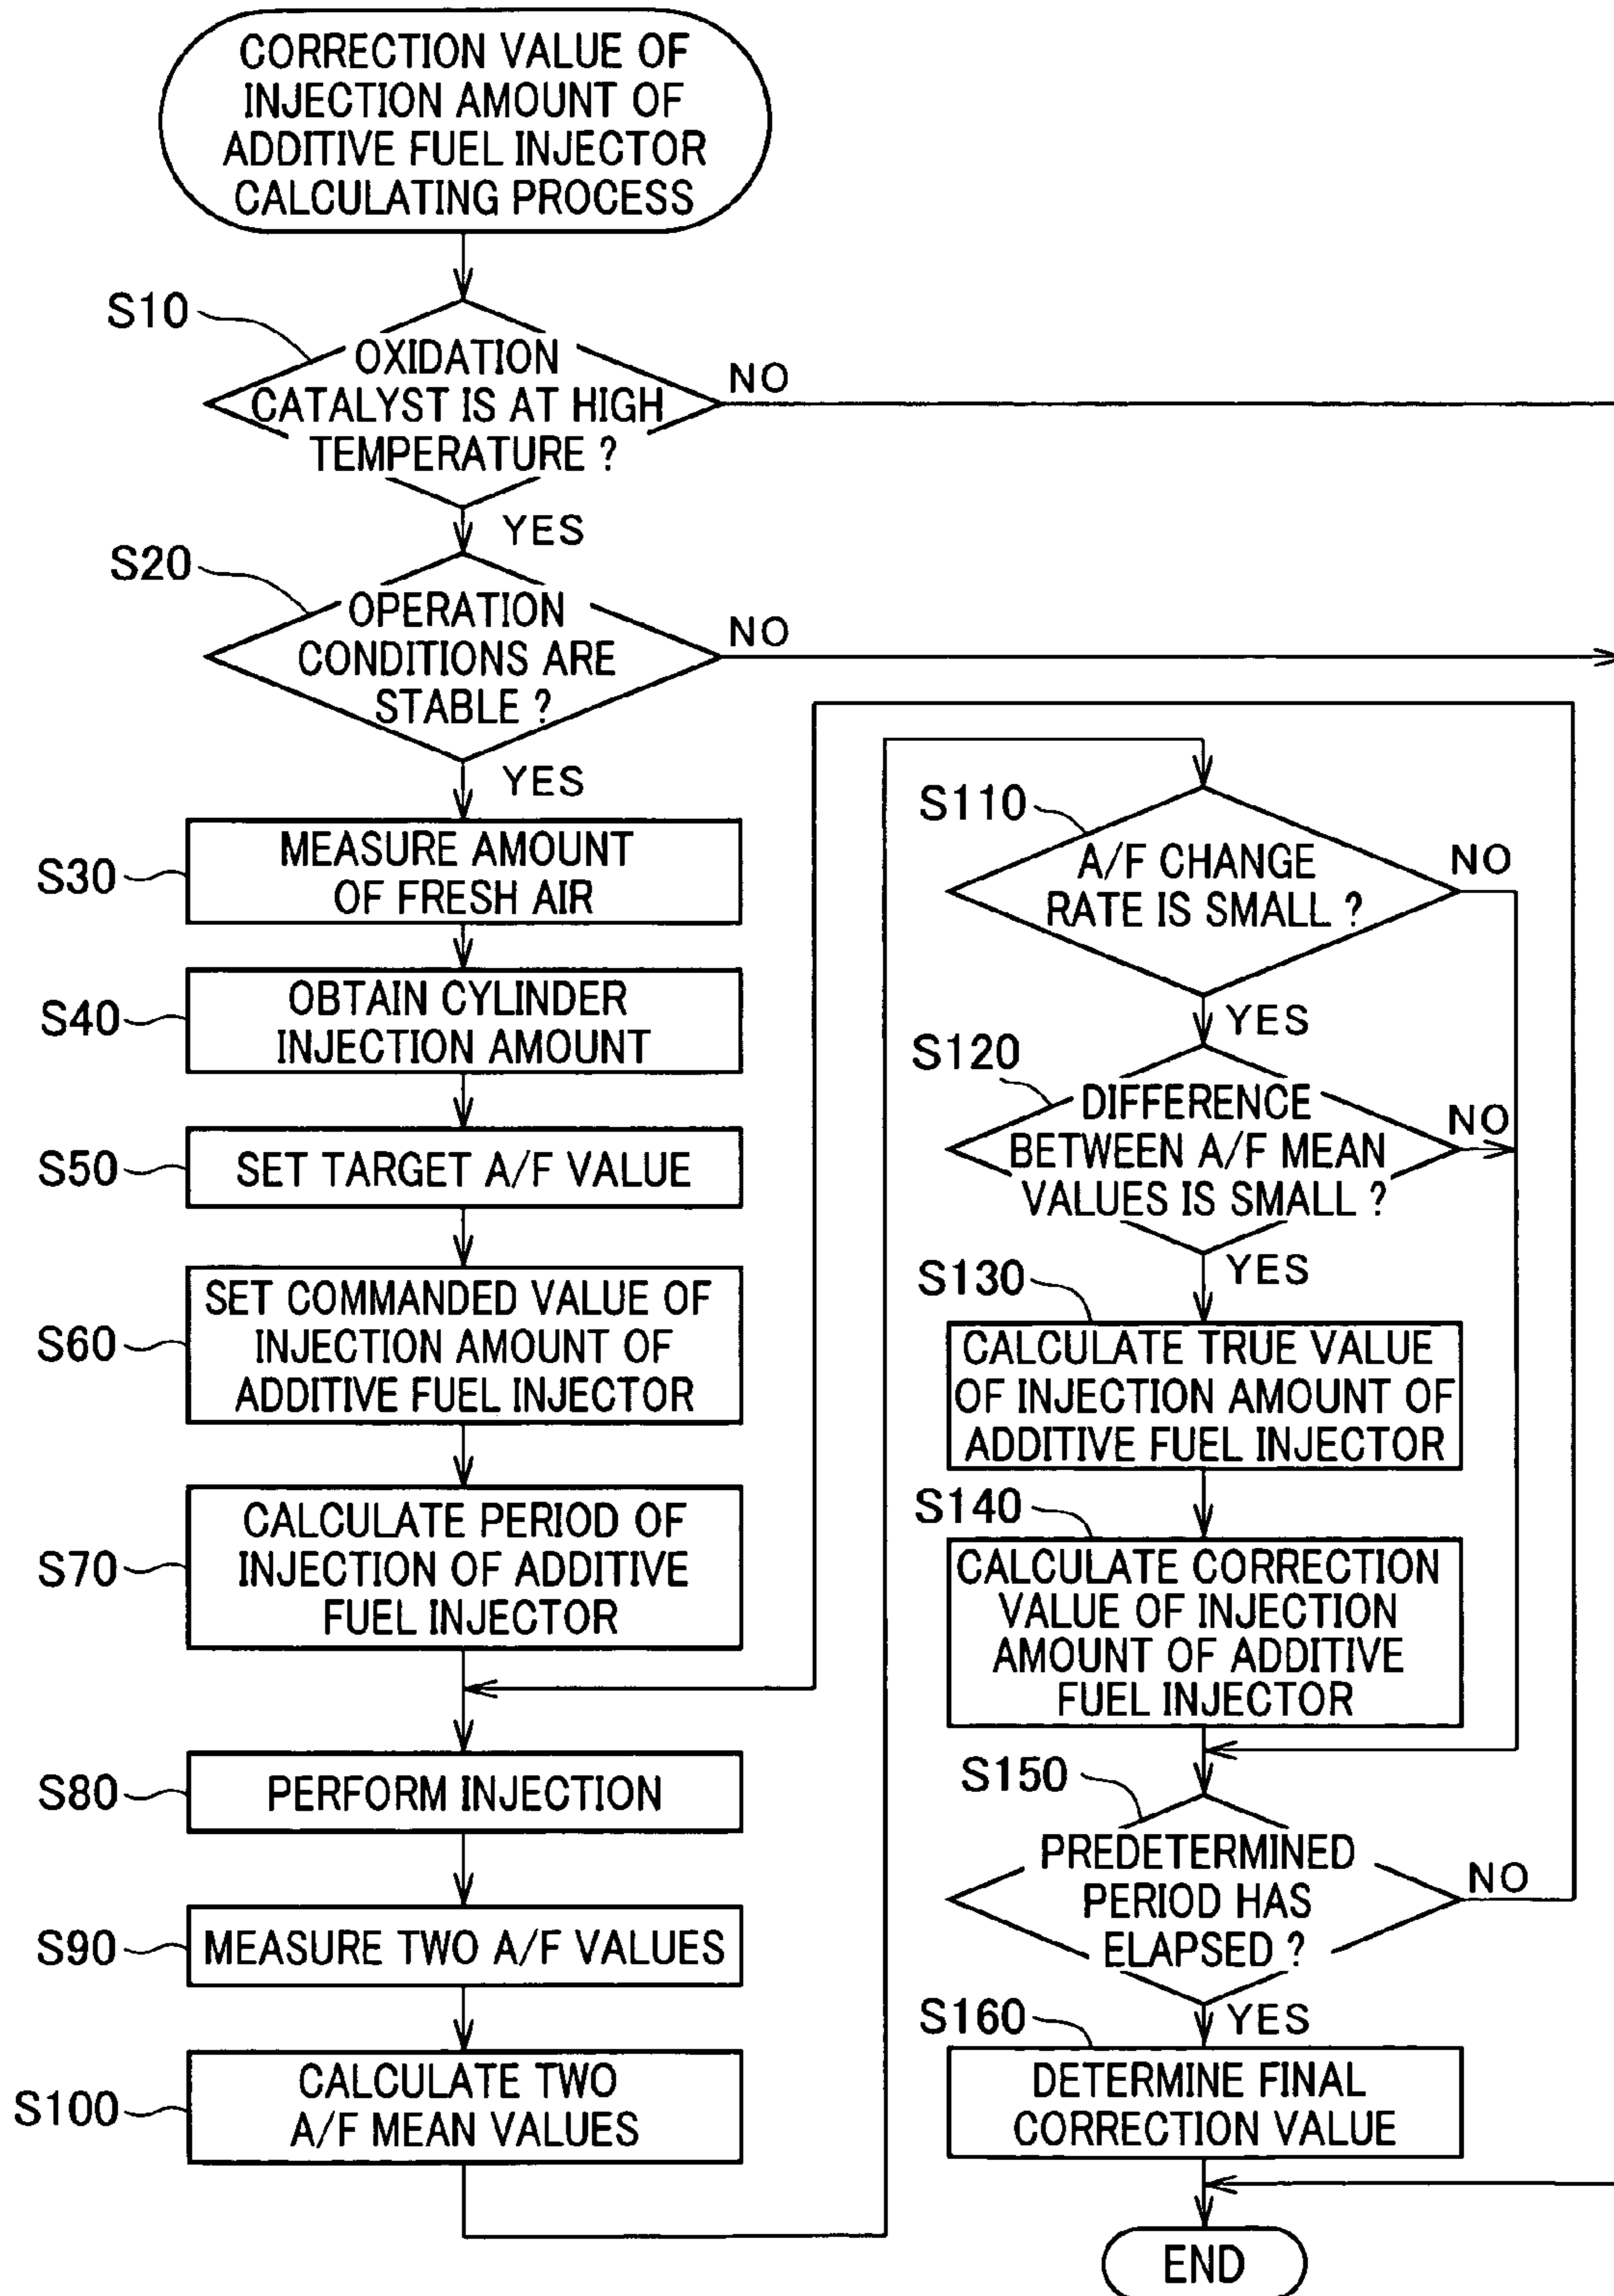 CORRECTION VALUE OF
INJECTION AMOUNT OF
ADDITIVE FUEL INJECTOR
CALCULATING PROCESS
S10
OXIDATION
CATALYST IS AT HIGH
TEMPERATURE ?
NO
YES
S20
OPERATION
CONDITIONS ARE
STABLE ?
NO
YES
S30
MEASURE AMOUNT
OF FRESH AIR
S40
OBTAIN CYLINDER
INJECTION AMOUNT
S50
SET TARGET A/F VALUE
S60
SET COMMANDED VALUE OF
INJECTION AMOUNT OF
ADDITIVE FUEL INJECTOR
S70
CALCULATE PERIOD OF
INJECTION OF ADDITIVE
FUEL INJECTOR
S80
PERFORM INJECTION
S90
MEASURE TWO A/F VALUES
S100
CALCULATE TWO
A/F MEAN VALUES
S110
A/F CHANGE
RATE IS SMALL ?
NO
YES
S120
DIFFERENCE
BETWEEN A/F MEAN
VALUES IS SMALL ?
NO
YES
S130
CALCULATE TRUE VALUE
OF INJECTION AMOUNT OF
ADDITIVE FUEL INJECTOR
S140
CALCULATE CORRECTION
VALUE OF INJECTION
AMOUNT OF ADDITIVE
FUEL INJECTOR
S150
PREDETERMINED
PERIOD HAS
ELAPSED ?
NO
YES
S160
DETERMINE FINAL
CORRECTION VALUE
END